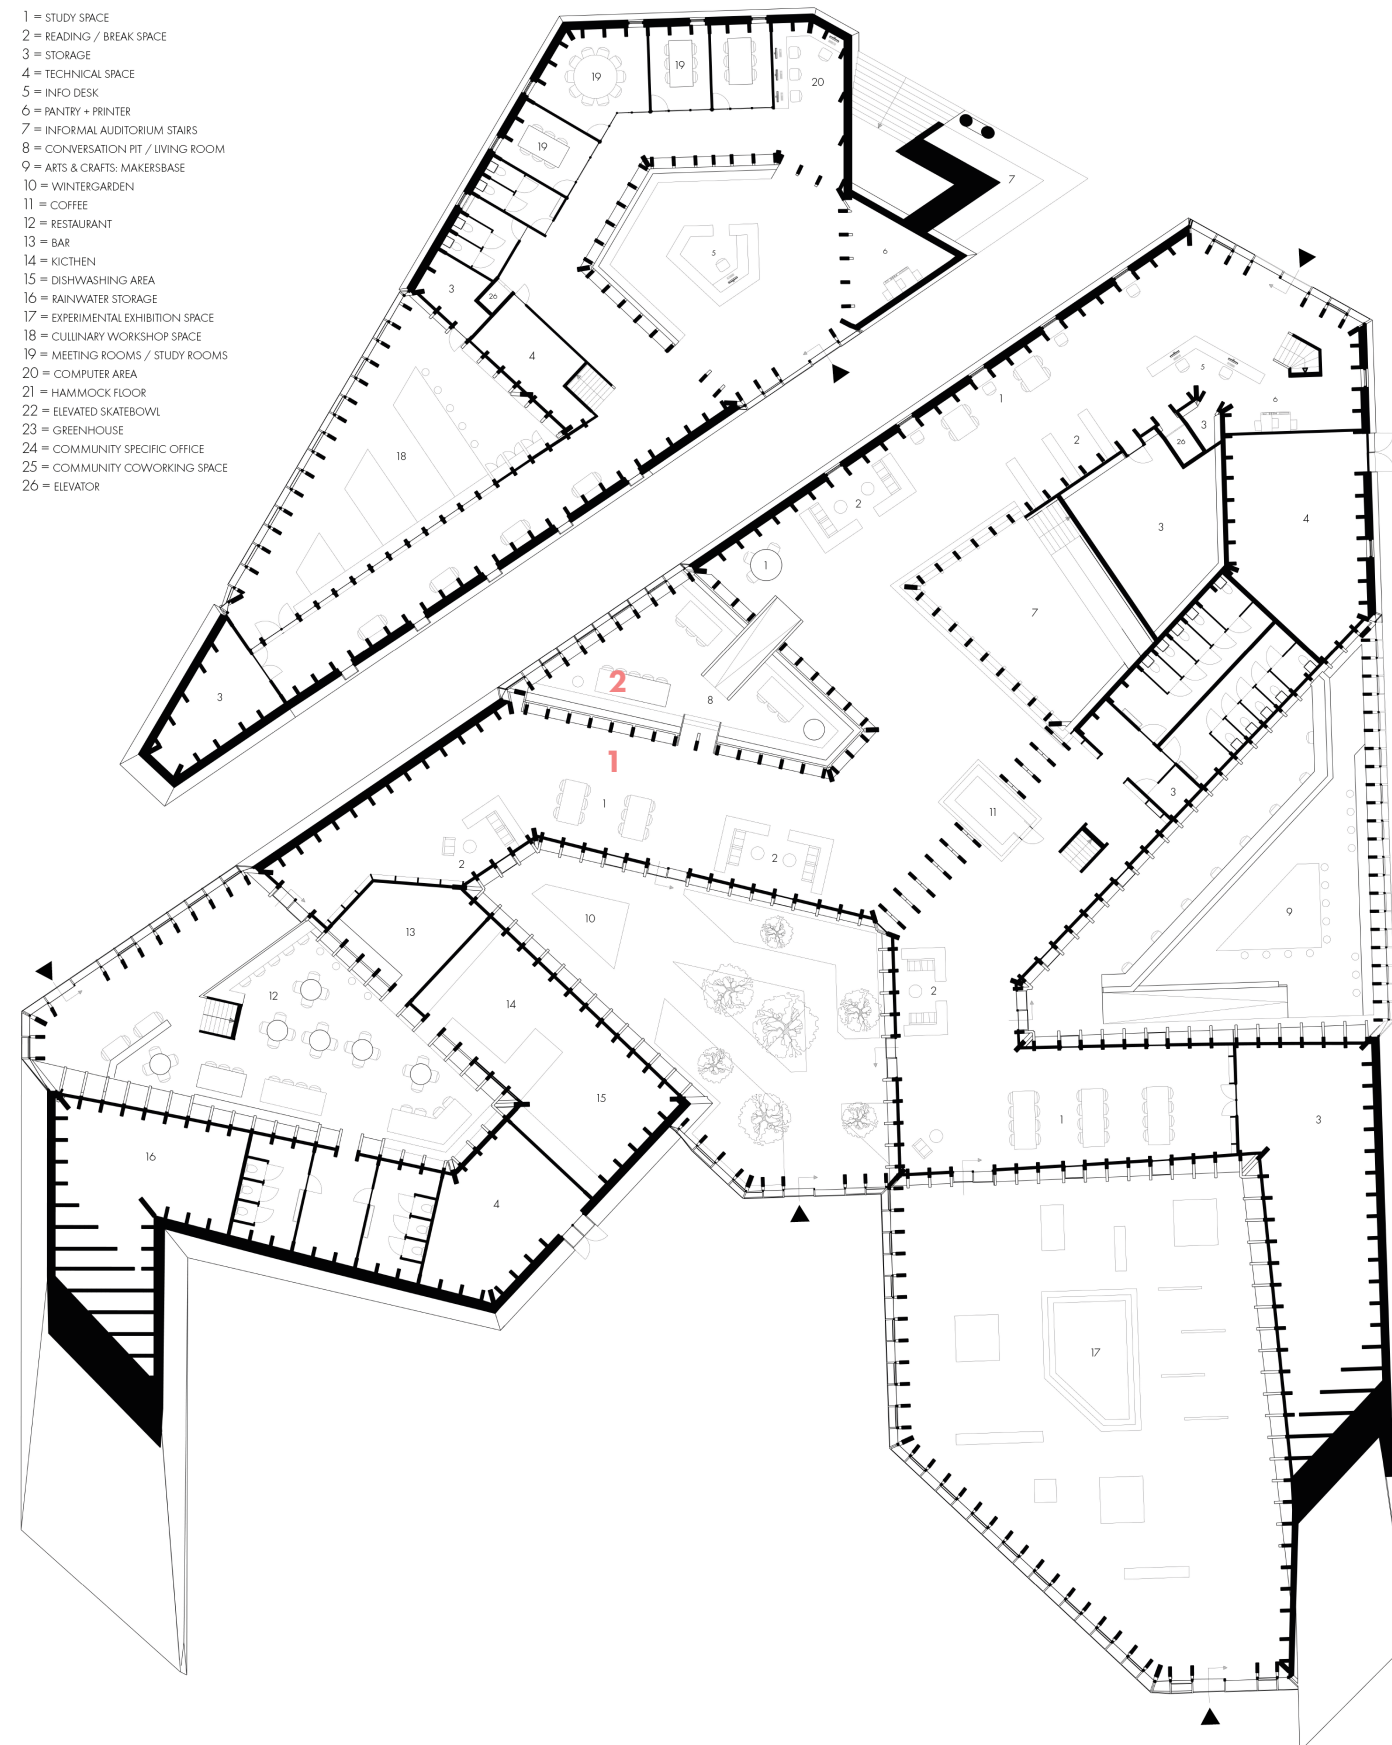 1 = STUDY SPACE
2 = READING / BREAK SPACE
3 = STORAGE
4 = TECHNICAL SPACE
5 = INFO DESK
6 = PANTRY + PRINTER
7 = INFORMAL AUDITORIUM STAIRS
8 = CONVERSATION PIT / LIVING ROOM
9 = ARTS & CRAFTS: MAKERSBASE
10 = WINTERGARDEN
11 = COFFEE
12 = RESTAURANT
13 = BAR
14 = KICTHEN
15 = DISHWASHING AREA
16 = RAINWATER STORAGE
17 = EXPERIMENTAL EXHIBITION SPACE
18 = CULLINARY WORKSHOP SPACE
19 = MEETING ROOMS / STUDY ROOMS
20 = COMPUTER AREA
21 = HAMMOCK FLOOR
22 = ELEVATED SKATEBOWL
23 = GREENHOUSE
24 = COMMUNITY SPECIFIC OFFICE
25 = COMMUNITY COWORKING SPACE
26 = ELEVATOR
19
19
20
19
7
5
6
3
26
4
18
3
5
1
6
2
3
26
2
3
4
1
7
2
8
1
1
3
11
2
2
10
9
13
12
14
2
15
1
3
16
4
17